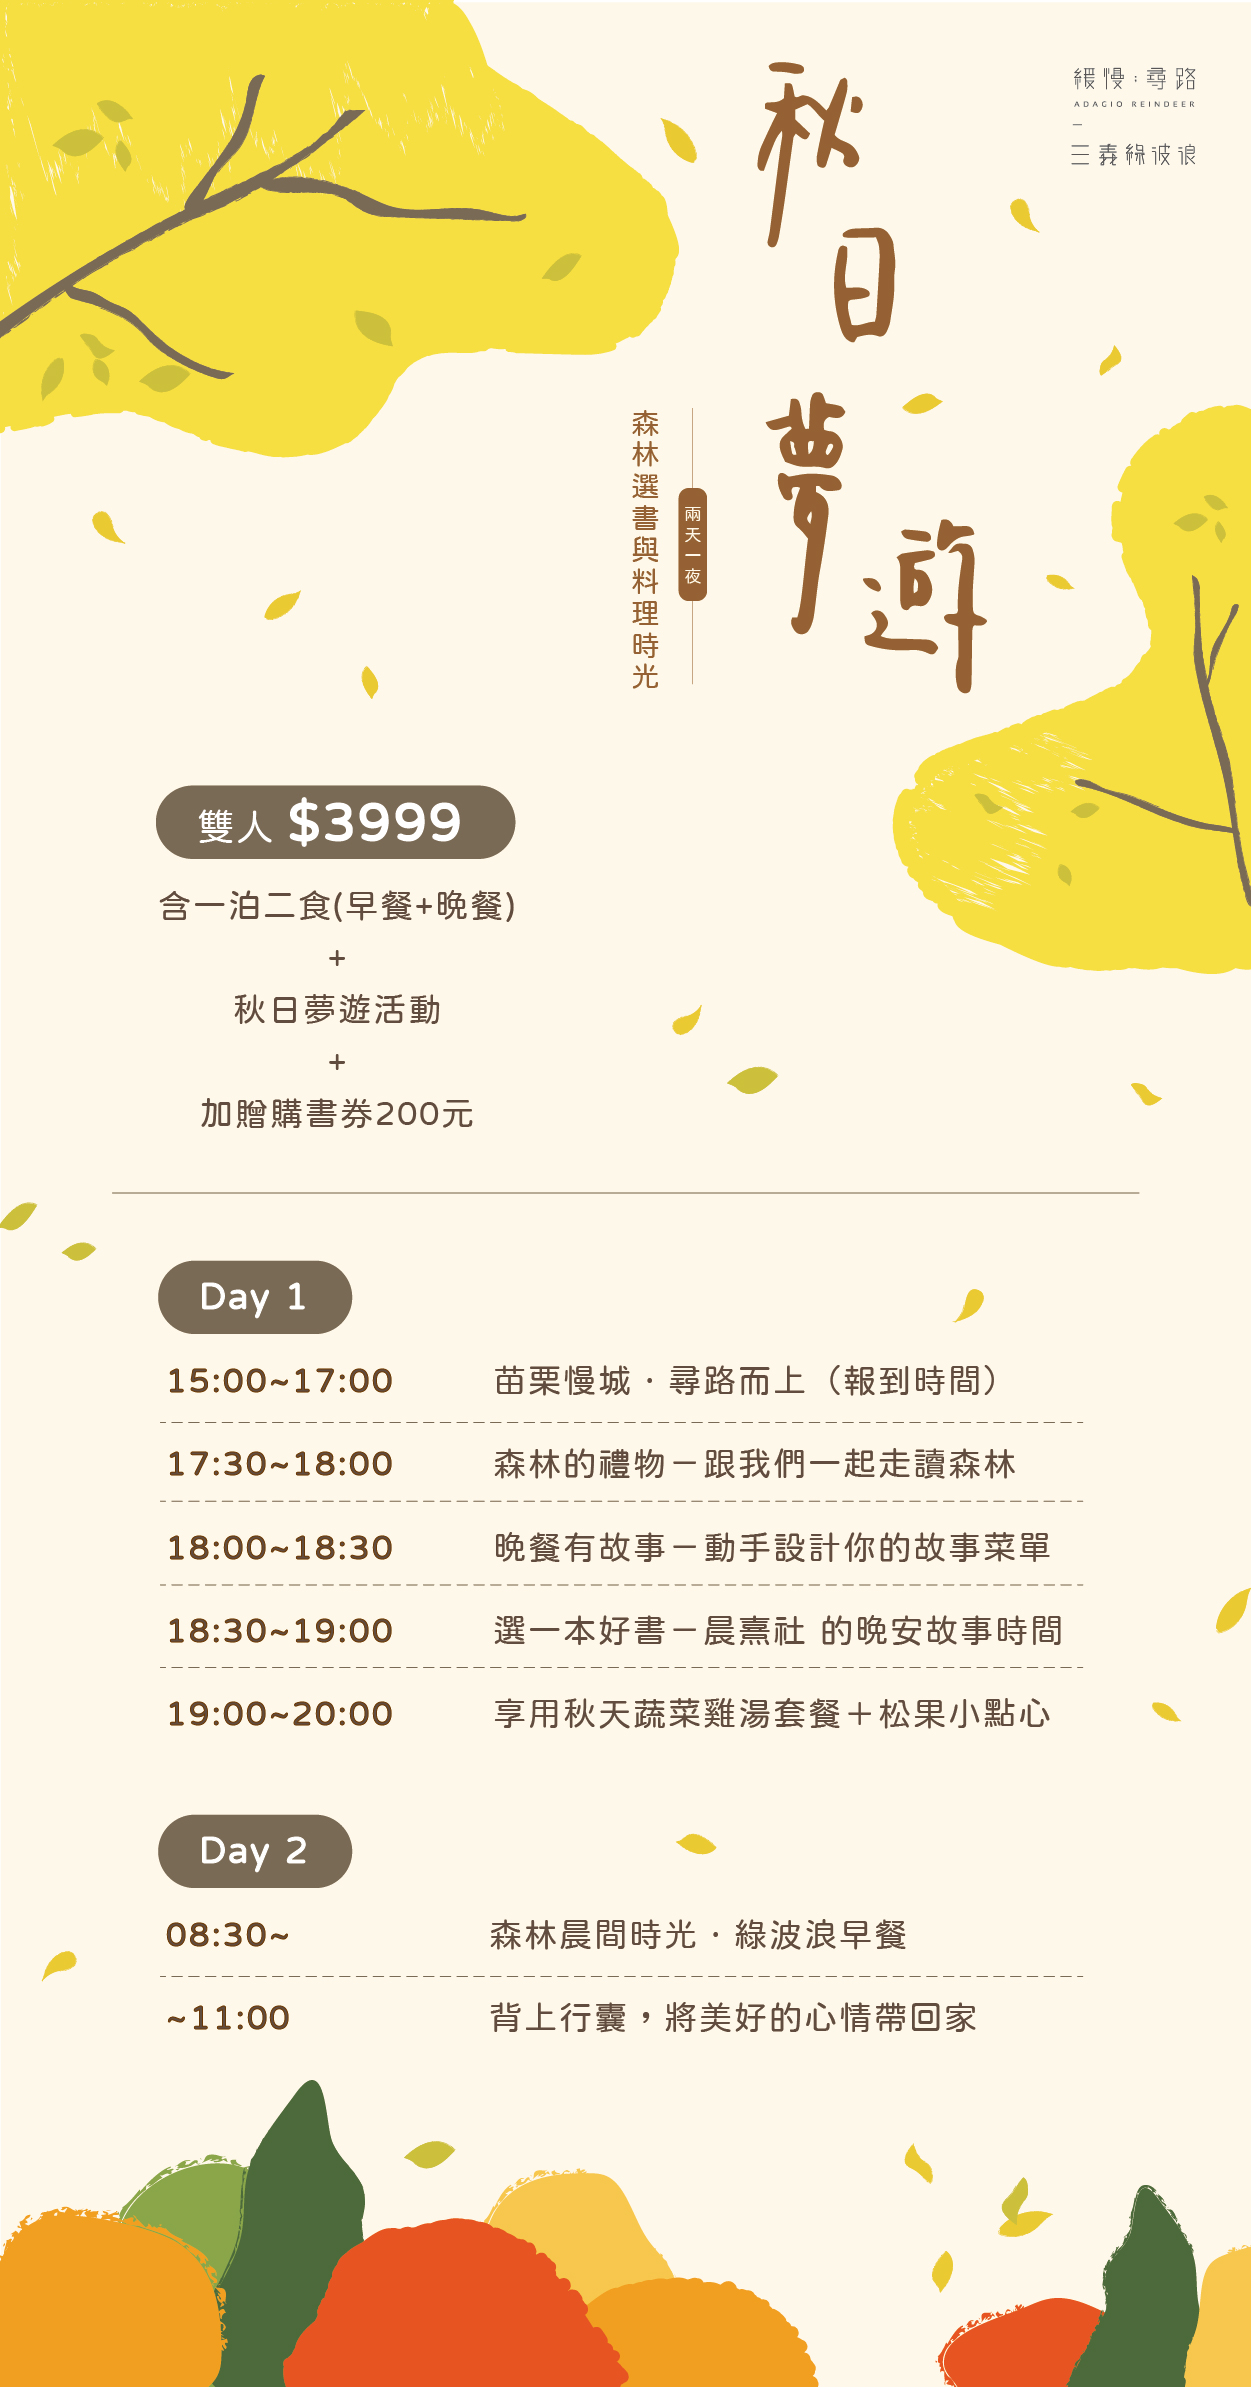 緩慢:尋路
ADAGIO REINDEER
三義綠波浪
秋日夢遊
兩天一夜
森林選書與料理時光
雙人 $3999
含一泊二食(早餐+晚餐)
+
秋日夢遊活動
+
加贈購書券200元
Day 1
15:00~17:00 苗栗慢城・尋路而上（報到時間）
17:30~18:00 森林的禮物－跟我們一起走讀森林
18:00~18:30 晚餐有故事－動手設計你的故事菜單
18:30~19:00 選一本好書－晨熹社 的晚安故事時間
19:00~20:00 享用秋天蔬菜雞湯套餐＋松果小點心
Day 2
08:30~ 森林晨間時光・綠波浪早餐
~11:00 背上行囊，將美好的心情帶回家